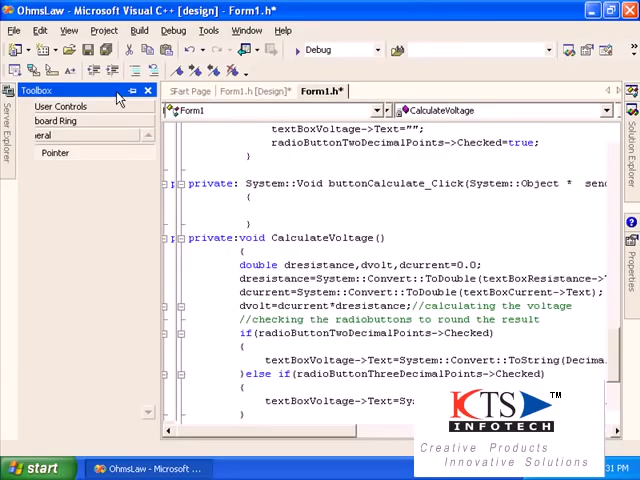 OhmsLaw - Microsoft Visual C++ [design] - Form1.h*
File Edit View Project Build Debug Tools Window Help
Debug
Toolbox
Start Page Form1.h [Design]* Form1.h*
User Controls
Form1 CalculateVoltage
board Ring
eral
Pointer
Server Explorer
Solution Explorer
Properties
textBoxVoltage->Text="";
radioButtonTwoDecimalPoints->Checked=true;
}
private: System::Void buttonCalculate_Click(System::Object * sen
{
}
private:void CalculateVoltage()
{
double dresistance,dvolt,dcurrent=0.0;
dresistance=System::Convert::ToDouble(textBoxResistance->
dcurrent=System::Convert::ToDouble(textBoxCurrent->Text);
dvolt=dcurrent*dresistance;//calculating the voltage
//checking the radiobuttons to round the result
if(radioButtonTwoDecimalPoints->Checked)
{
textBoxVoltage->Text=System::Convert::ToString(Decima
}else if(radioButtonThreeDecimalPoints->Checked)
{
textBoxVoltage->Text=Sy
}
KTS™
INFOTECH
Creative Products
Innovative Solutions
start
OhmsLaw - Microsoft ...
:31 PM